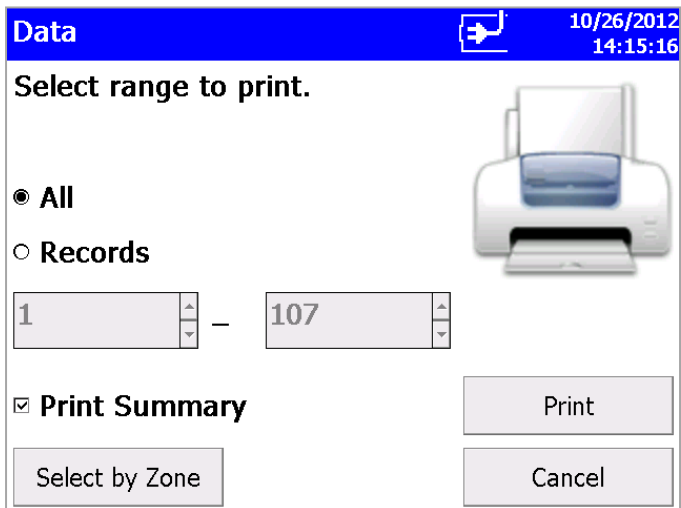 Data
10/26/2012
14:15:16
Select range to print.
All
Records
1 – 107
Print Summary
Print
Select by Zone
Cancel